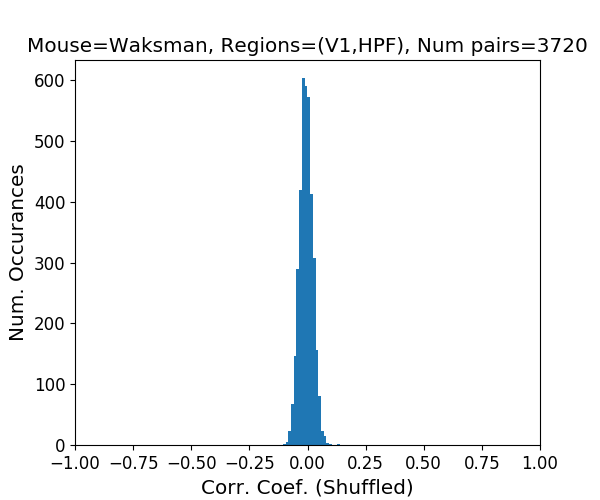 Mouse=Waksman, Regions=(V1,HPF), Num pairs=3720
600
500
400
300
200
100
0
Num. Occurances
−1.00 −0.75 −0.50 −0.25 0.00 0.25 0.50 0.75 1.00
Corr. Coef. (Shuffled)